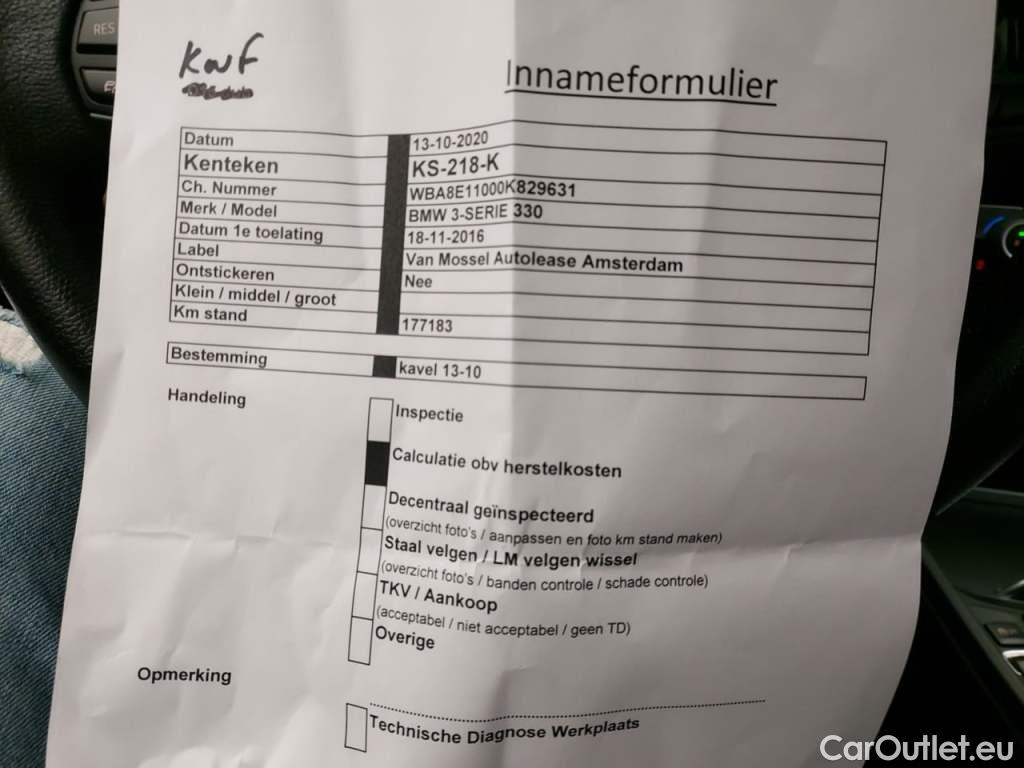 RES
KWF
Innameformulier
Datum 13-10-2020
Kenteken KS-218-K
Ch. Nummer WBA8E11000K829631
Merk / Model BMW 3-SERIE 330
Datum 1e toelating 18-11-2016
Label Van Mossel Autolease Amsterdam
Ontstickeren Nee
Klein / middel / groot
Km stand 177183
Bestemming kavel 13-10
Handeling
Inspectie
Calculatie obv herstelkosten
Decentraal geïnspecteerd
(overzicht foto's / aanpassen en foto km stand maken)
Staal velgen / LM velgen wissel
(overzicht foto's / banden controle / schade controle)
TKV / Aankoop
(acceptabel / niet acceptabel / geen TD)
Overige
Opmerking
Technische Diagnose Werkplaats
CarOutlet.eu